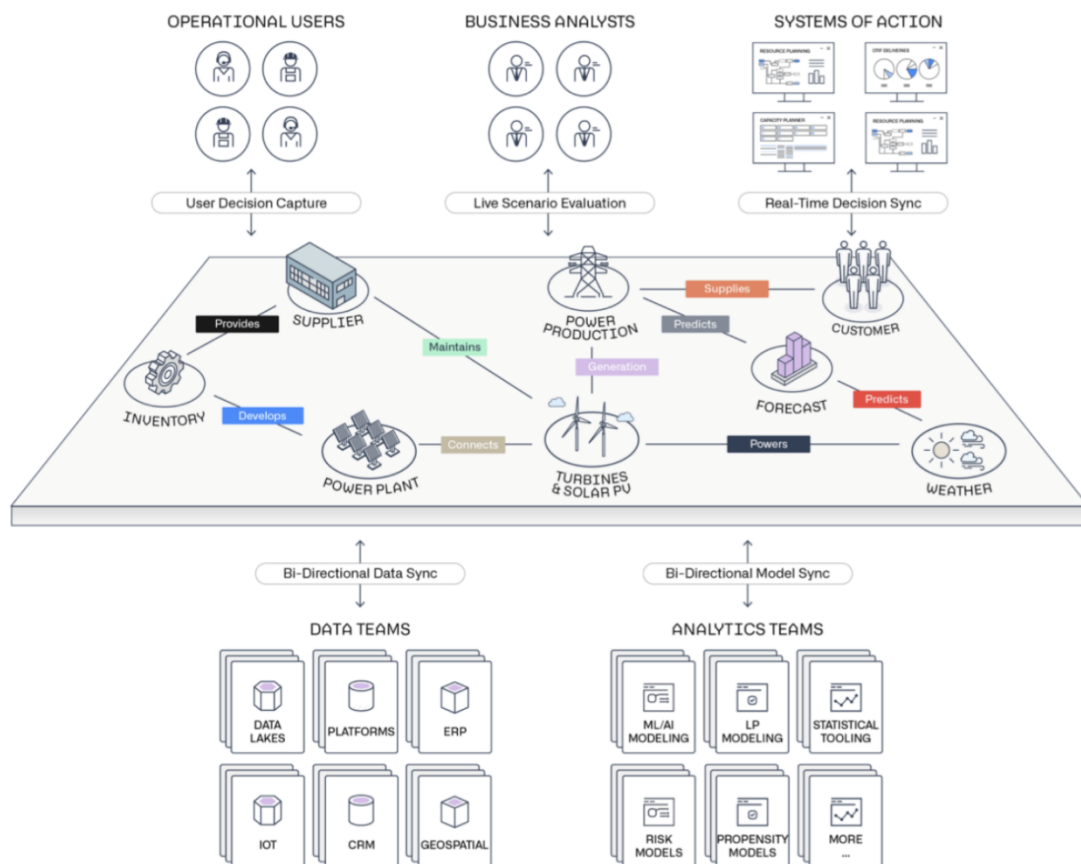 OPERATIONAL USERS
BUSINESS ANALYSTS
SYSTEMS OF ACTION
RESOURCE PLANNING
OTIF DELIVERIES
CAPACITY PLANNER
RESOURCE PLANNING
User Decision Capture
Live Scenario Evaluation
Real-Time Decision Sync
SUPPLIER
POWER
PRODUCTION
Supplies
CUSTOMER
Provides
Predicts
Maintains
Generation
INVENTORY
FORECAST
Predicts
Develops
POWER PLANT
Connects
TURBINES
& SOLAR PV
Powers
WEATHER
Bi-Directional Data Sync
Bi-Directional Model Sync
DATA TEAMS
ANALYTICS TEAMS
DATA
LAKES
PLATFORMS
ERP
ML/AI
MODELING
LP
MODELING
STATISTICAL
TOOLING
IOT
CRM
GEOSPATIAL
RISK
MODELS
PROPENSITY
MODELS
MORE
...